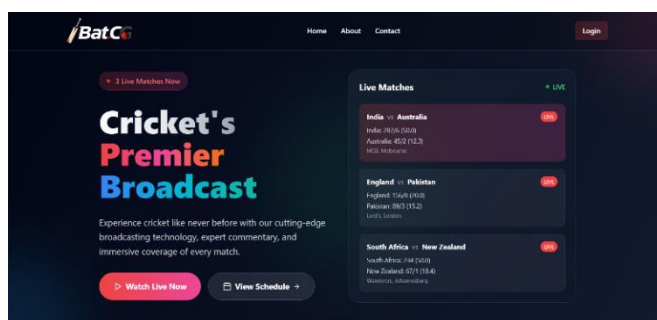 BatCG
Home About Contact
Login
3 Live Matches Now
Cricket's
Premier
Broadcast
Experience cricket like never before with our cutting-edge
broadcasting technology, expert commentary, and
immersive coverage of every match.
Watch Live Now
View Schedule →
Live Matches
LIVE
India vs Australia
LIVE
India: 287/6 (50.0)
Australia: 45/2 (12.3)
MCG, Melbourne
England vs Pakistan
LIVE
England: 156/8 (20.0)
Pakistan: 89/3 (15.2)
Lord's, London
South Africa vs New Zealand
LIVE
South Africa: 234 (50.0)
New Zealand: 67/1 (18.4)
Wanderers, Johannesburg